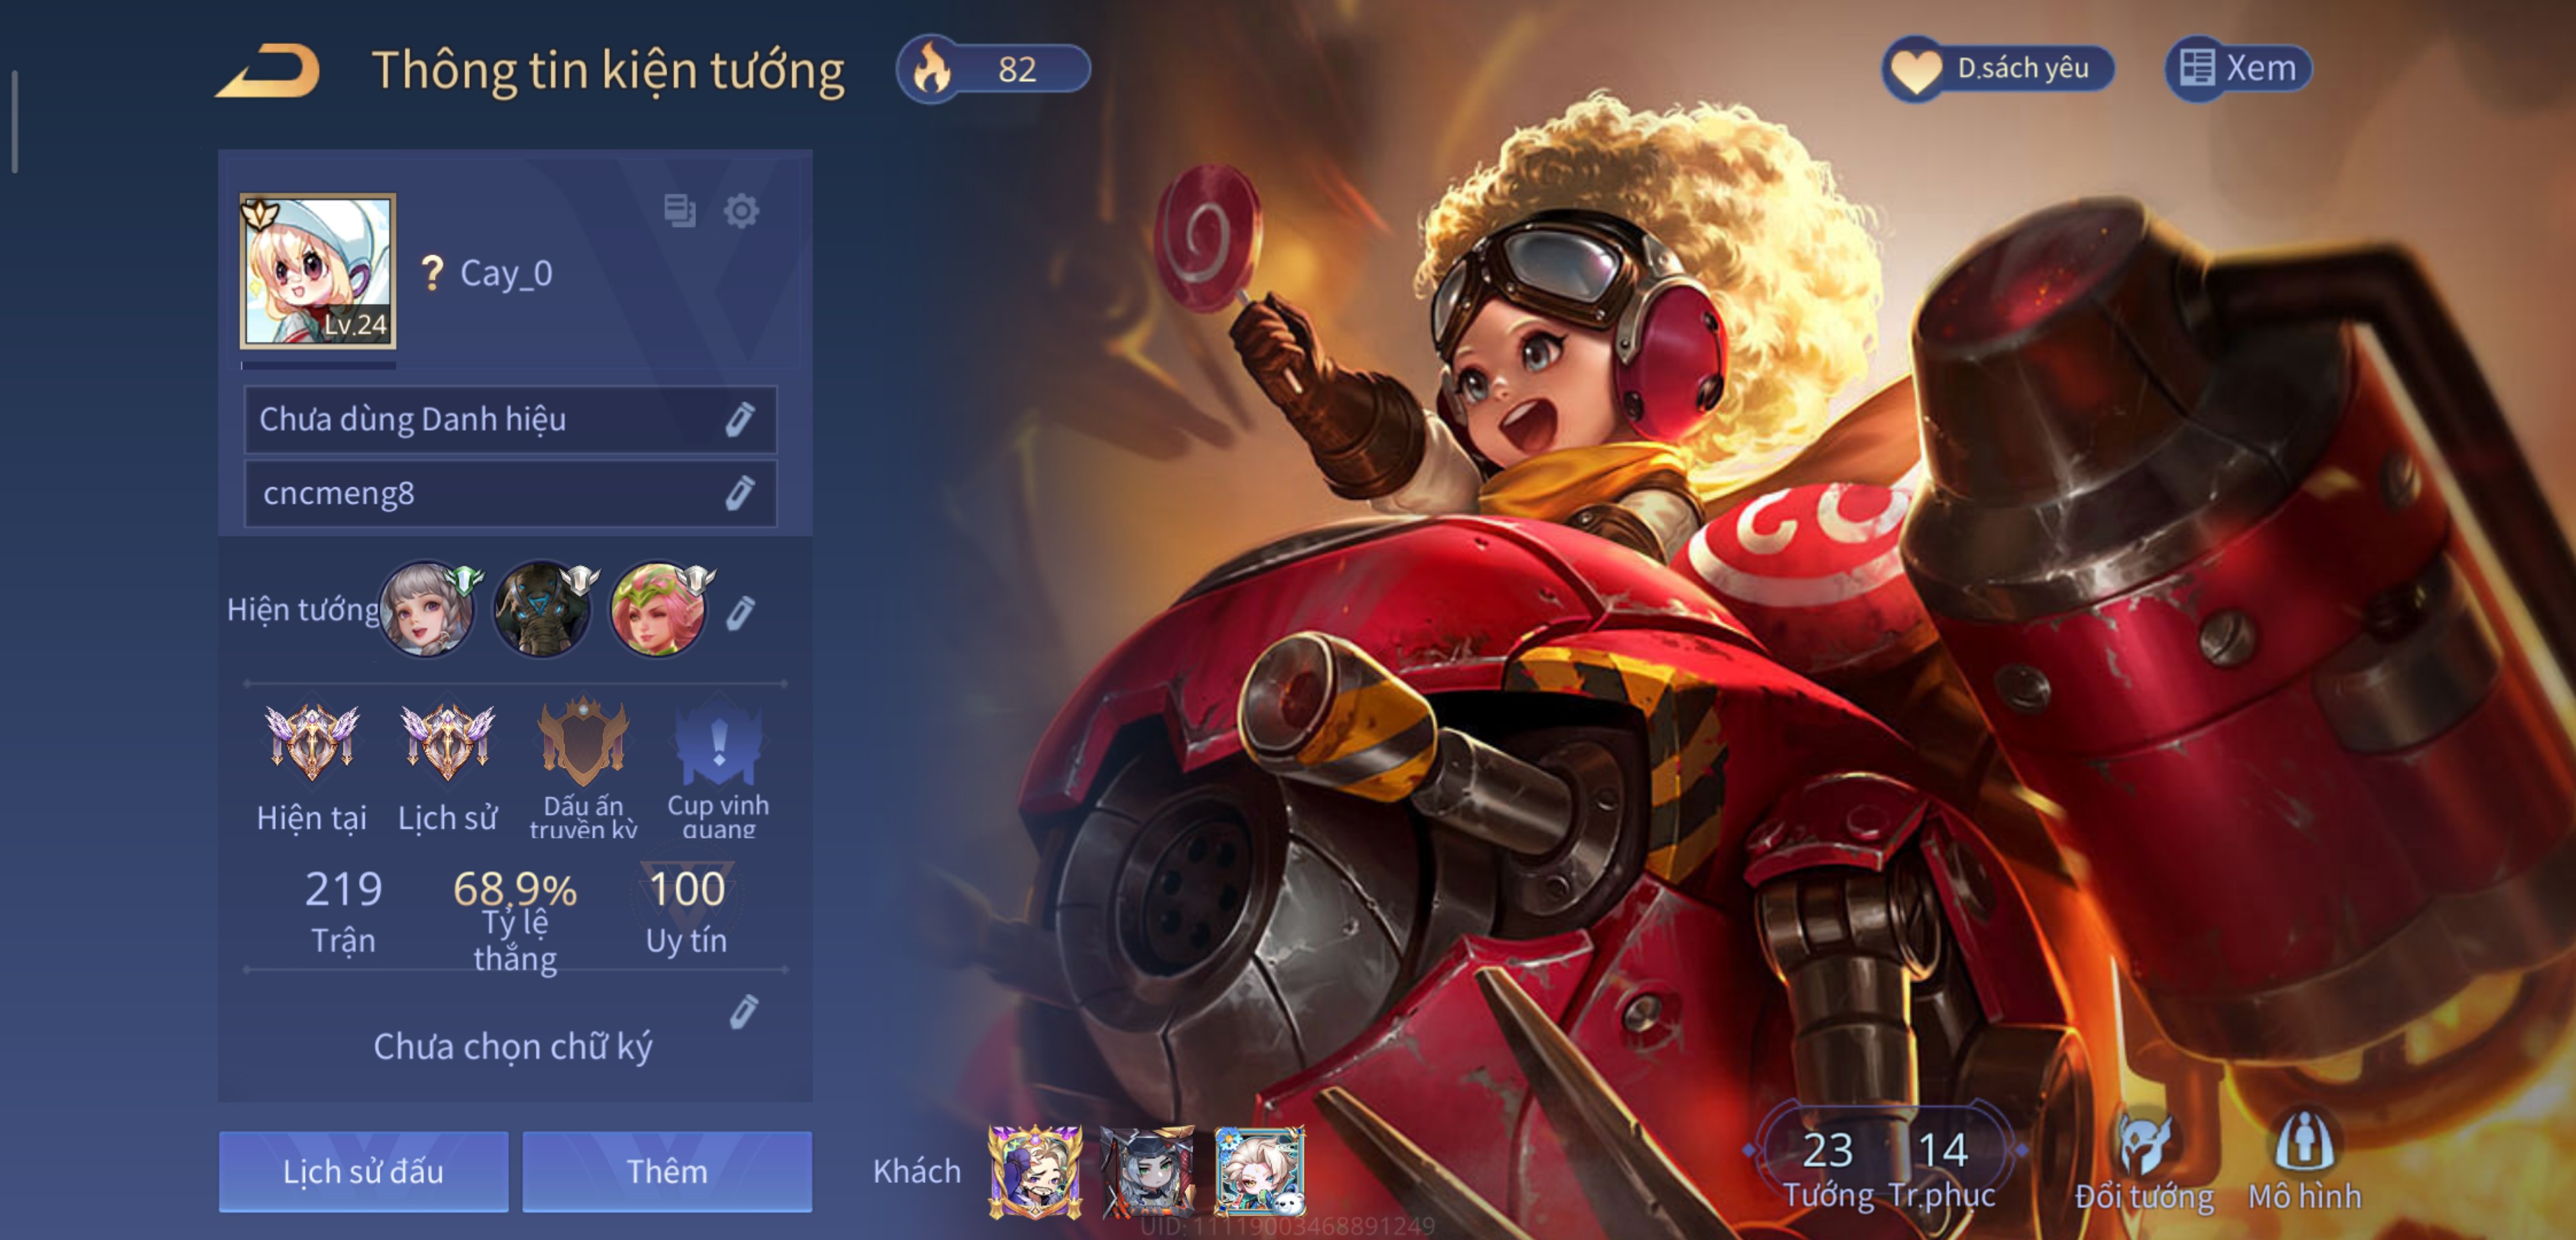 Thông tin kiện tướng
82
D.sách yêu
Xem
Lv.24
? Cay_0
Chưa dùng Danh hiệu
cncmeng8
Hiện tướng
Hiện tại
Lịch sử
Dấu ấn
truyền kỳ
Cup vinh
quang
219
Trận
68.9%
Tỷ lệ
thắng
100
Uy tín
Chưa chọn chữ ký
Lịch sử đấu
Thêm
Khách
23
Tướng
14
Tr.phục
Đổi tướng
Mô hình
UID: 11119003468891249